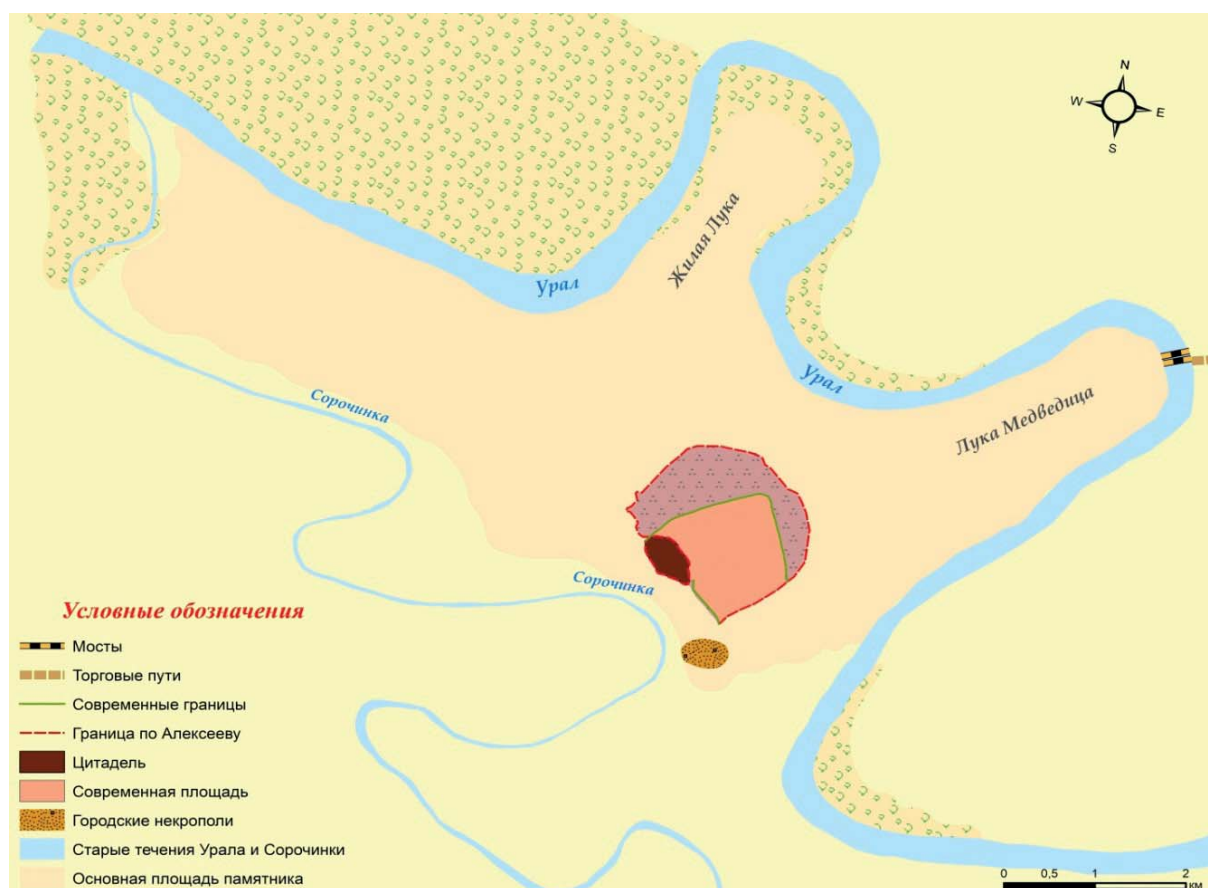 N
W
E
S
Жилая Лука
Урал
Урал
Лука Медведица
Сорочинка
Сорочинка
Условные обозначения
Мосты
Торговые пути
Современные границы
Граница по Алексееву
Цитадель
Современная площадь
Городские некрополи
Старые течения Урала и Сорочинки
Основная площадь памятника
0 0,5 1 2
км